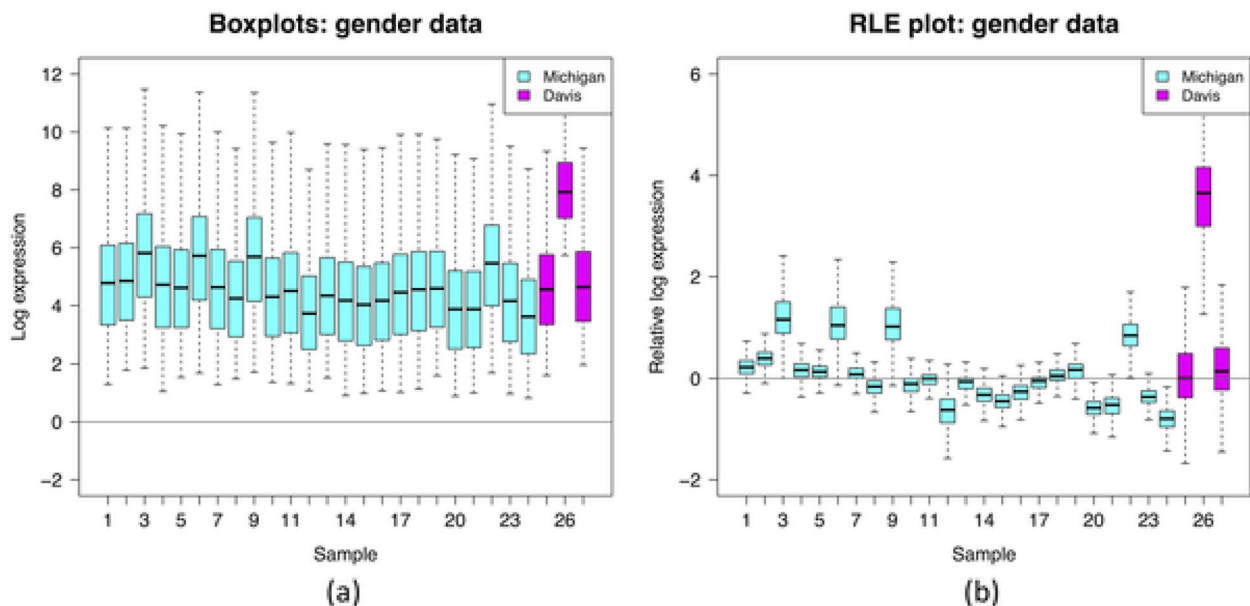 Boxplots: gender data
Michigan
Davis
12
10
8
6
4
2
0
−2
Log expression
1 3 5 7 9 11 14 17 20 23 26
Sample
(a)
RLE plot: gender data
Michigan
Davis
6
4
2
0
−2
Relative log expression
1 3 5 7 9 11 14 17 20 23 26
Sample
(b)